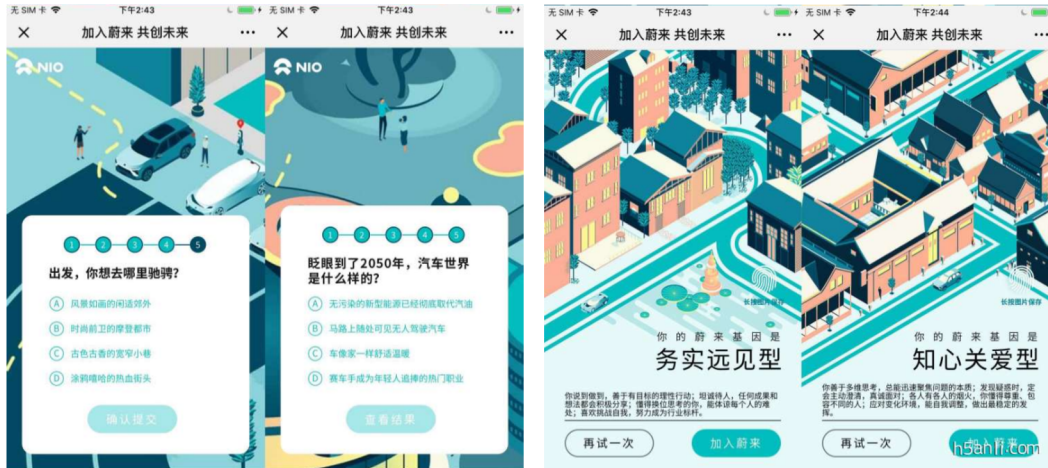 无 SIM 卡
下午2:43
加入蔚来 共创未来
NIO
1
2
3
4
5
出发,你想去哪里驰骋?
A 风景如画的闲适郊外
B 时尚前卫的摩登都市
C 古色古香的宽窄小巷
D 涂鸦嘻哈的热血街头
确认提交
无 SIM 卡
下午2:43
加入蔚来 共创未来
NIO
1
2
3
4
5
眨眼到了2050年,汽车世界
是什么样的?
A 无污染的新型能源已经彻底取代汽油
B 马路上随处可见无人驾驶汽车
C 车像家一样舒适温暖
D 赛车手成为年轻人追捧的热门职业
查看结果
无 SIM 卡
下午2:43
加入蔚来 共创未来
长按图片保存
你的蔚来基因是
务实远见型
你说到做到,善于有目标的理性行动;坦诚待人,任何成果和
想法都会积极分享;懂得换位思考的你,能体谅每个人的难
处;喜欢挑战自我,努力成为行业标杆。
再试一次
加入蔚来
无 SIM 卡
下午2:44
加入蔚来 共创未来
长按图片保存
你的蔚来基因是
知心关爱型
你善于多维思考,总能迅速聚焦问题的本质;发现疑惑时,定
会主动澄清,真诚面对;各人有各人的烟火,你懂得尊重、包
容不同的人;应对变化环境,能自我调整,做出最稳定的发
挥。
再试一次
加入蔚来
h5anli.com